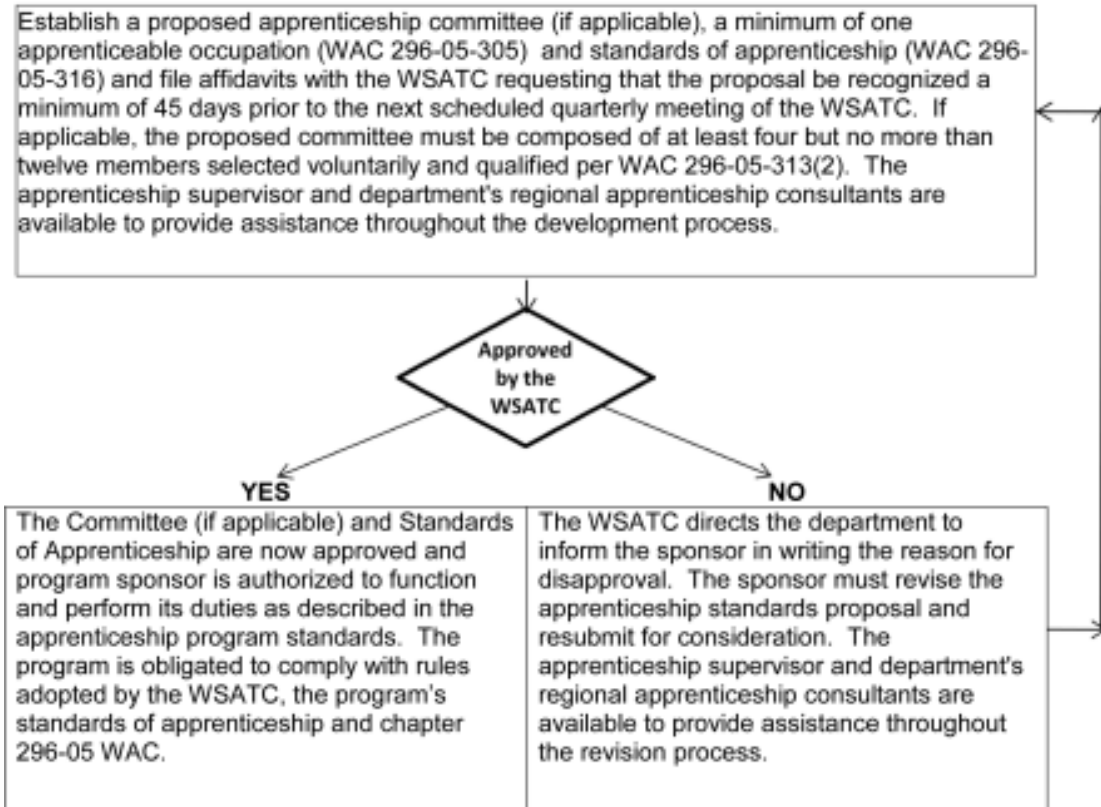 Establish a proposed apprenticeship committee (if applicable), a minimum of one
apprenticeable occupation (WAC 296-05-305)  and standards of apprenticeship (WAC 296-
05-316) and file affidavits with the WSATC requesting that the proposal be recognized a
minimum of 45 days prior to the next scheduled quarterly meeting of the WSATC.  If
applicable, the proposed committee must be composed of at least four but no more than
twelve members selected voluntarily and qualified per WAC 296-05-313(2).  The
apprenticeship supervisor and department's regional apprenticeship consultants are
available to provide assistance throughout the development process.
Approved
by the
WSATC
YES
The Committee (if applicable) and Standards
of Apprenticeship are now approved and
program sponsor is authorized to function
and perform its duties as described in the
apprenticeship program standards.  The
program is obligated to comply with rules
adopted by the WSATC, the program's
standards of apprenticeship and chapter
296-05 WAC.
NO
The WSATC directs the department to
inform the sponsor in writing the reason for
disapproval.  The sponsor must revise the
apprenticeship standards proposal and
resubmit for consideration.  The
apprenticeship supervisor and department's
regional apprenticeship consultants are
available to provide assistance throughout
the revision process.